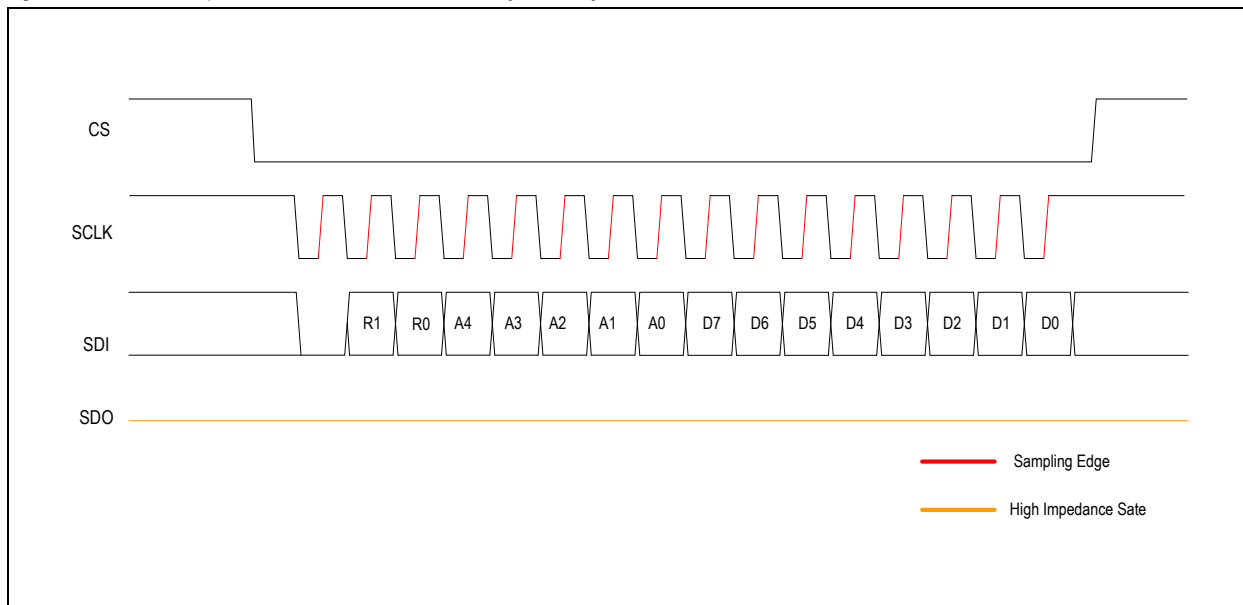 CS
SCLK
SDI
R1 R0 A4 A3 A2 A1 A0 D7 D6 D5 D4 D3 D2 D1 D0
SDO
Sampling Edge
High Impedance Sate